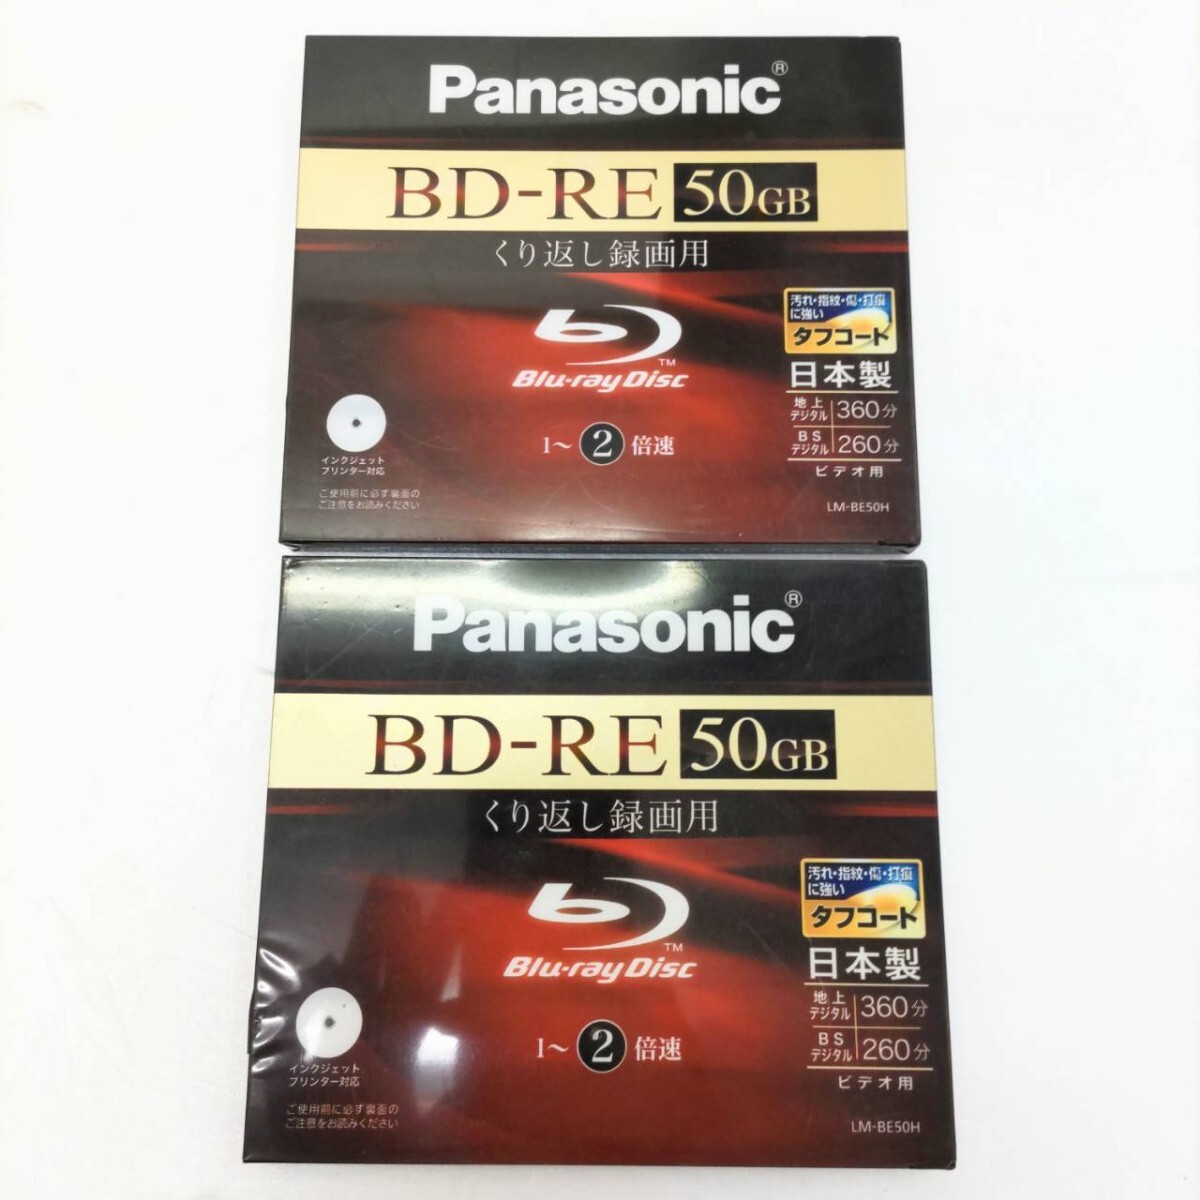 Panasonic®
BD-RE 50GB
くり返し録画用
汚れ・指紋・傷・打痕
に強い
タフコート
Blu-ray Disc™
日本製
地上デジタル 360分
BSデジタル 260分
ビデオ用
1〜2倍速
インクジェット
プリンター対応
ご使用前に必ず裏面の
ご注意をお読みください
LM-BE50H
Panasonic®
BD-RE 50GB
くり返し録画用
汚れ・指紋・傷・打痕
に強い
タフコート
Blu-ray Disc™
日本製
地上デジタル 360分
BSデジタル 260分
ビデオ用
1〜2倍速
インクジェット
プリンター対応
ご使用前に必ず裏面の
ご注意をお読みください
LM-BE50H